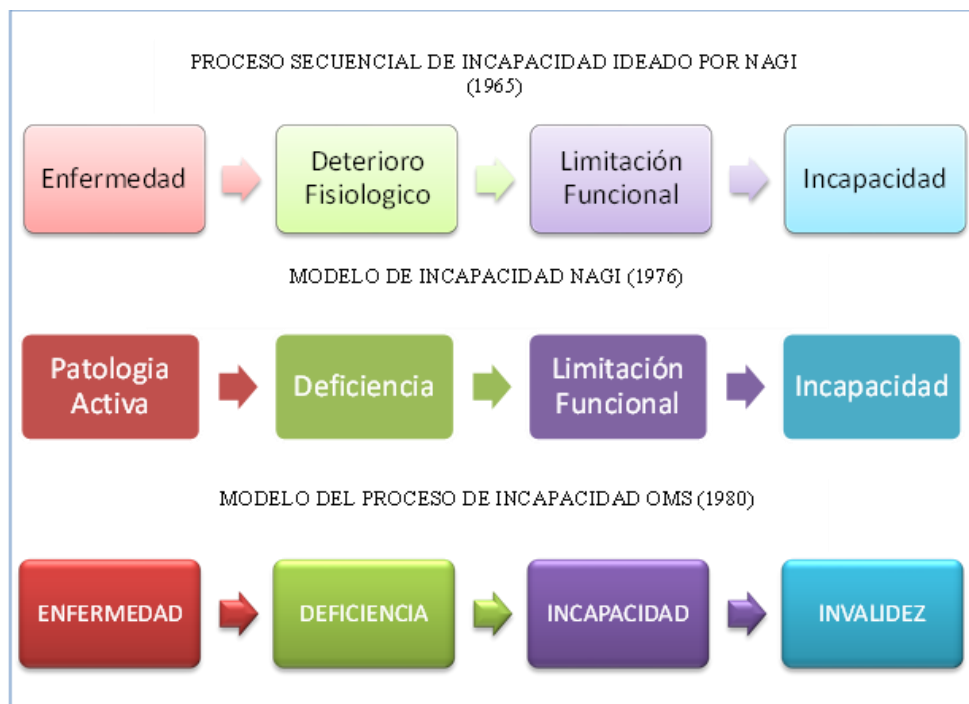 PROCESO SECUENCIAL DE INCAPACIDAD IDEADO POR NAGI
(1965)
Enfermedad
Deterioro
Fisiologico
Limitación
Funcional
Incapacidad
MODELO DE INCAPACIDAD NAGI (1976)
Patologia
Activa
Deficiencia
Limitación
Funcional
Incapacidad
MODELO DEL PROCESO DE INCAPACIDAD OMS (1980)
ENFERMEDAD
DEFICIENCIA
INCAPACIDAD
INVALIDEZ